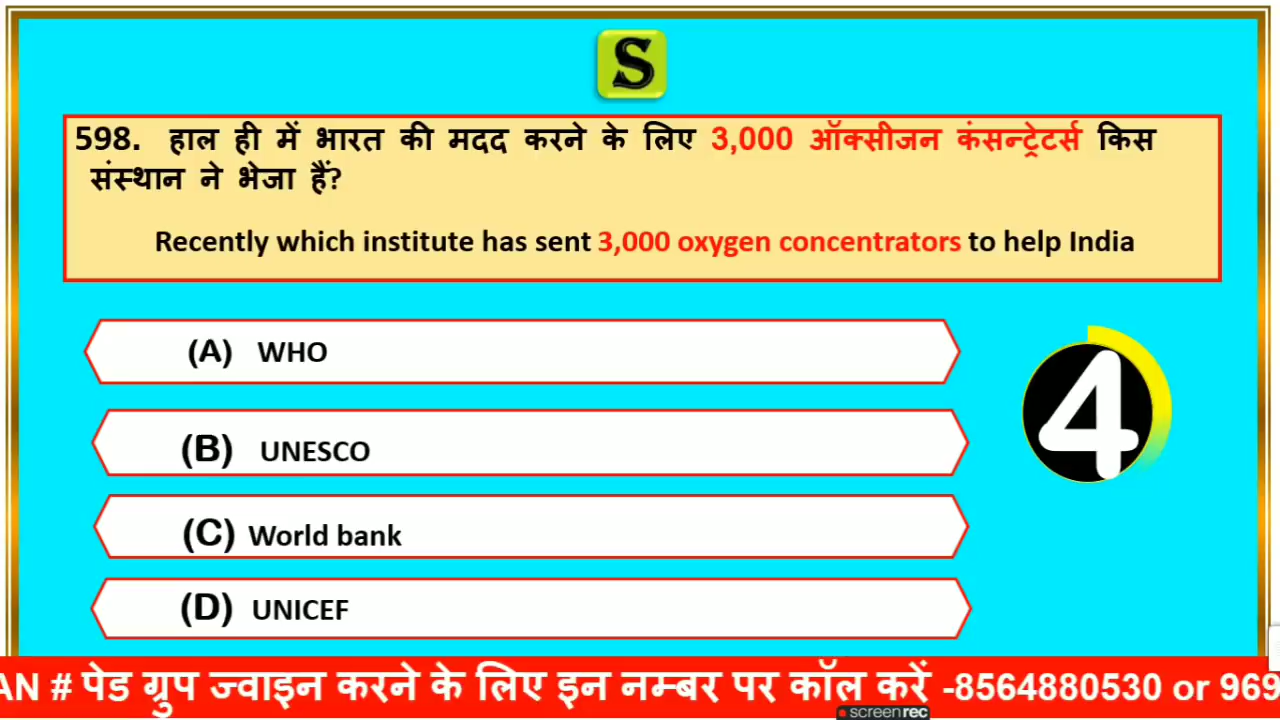 S
598. हाल ही में भारत की मदद करने के लिए 3,000 ऑक्सीजन कंसन्ट्रेटर्स किस
संस्थान ने भेजा हैं?
Recently which institute has sent 3,000 oxygen concentrators to help India
(A) WHO
4
(B) UNESCO
(C) World bank
(D) UNICEF
AN # पेड ग्रुप ज्वाइन करने के लिए इन नम्बर पर कॉल करें -8564880530 or 969
screenrec